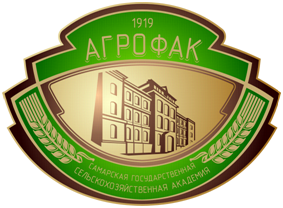 1919
АГРОФАК
САМАРСКАЯ ГОСУДАРСТВЕННАЯ
СЕЛЬСКОХОЗЯЙСТВЕННАЯ АКАДЕМИЯ